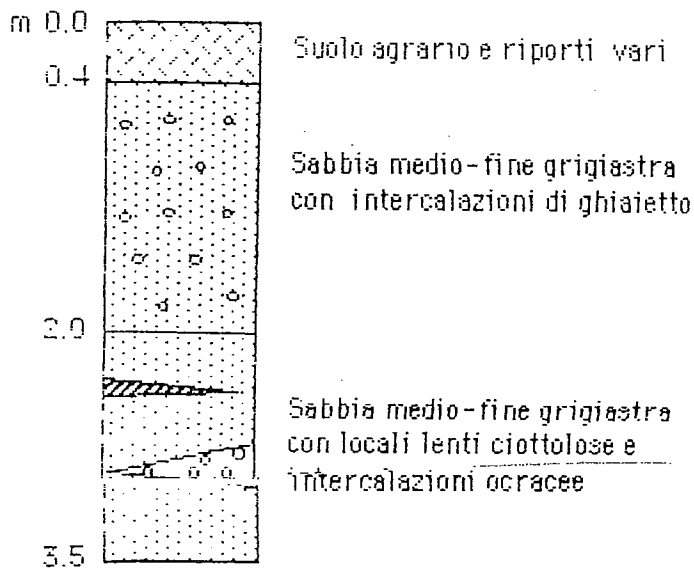 m 0.0
Suolo agrario e riporti vari
0.4
Sabbia medio-fine grigiastra
con intercalazioni di ghiaietto
2.0
Sabbia medio-fine grigiastra
con locali lenti ciottolose e
intercalazioni ocracee
3.5